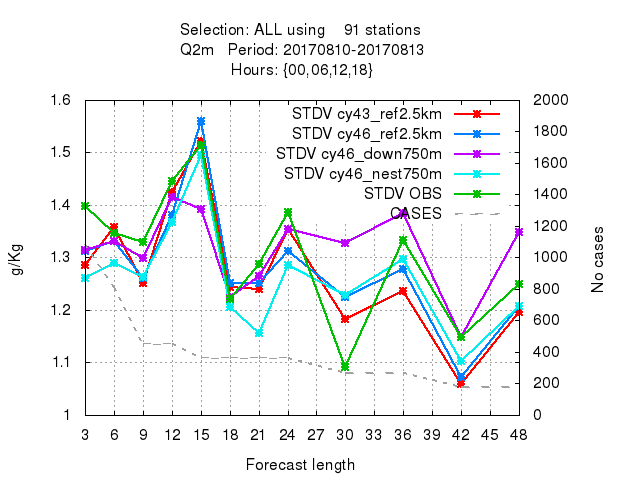 Selection: ALL using    91 stations
Q2m   Period: 20170810-20170813
Hours: {00,06,12,18}
STDV cy43_ref2.5km
STDV cy46_ref2.5km
STDV cy46_down750m
STDV cy46_nest750m
STDV OBS
CASES
1.6
1.5
1.4
1.3
1.2
1.1
1
g/Kg
2000
1800
1600
1400
1200
1000
800
600
400
200
0
No cases
3 6 9 12 15 18 21 24 27 30 33 36 39 42 45 48
Forecast length